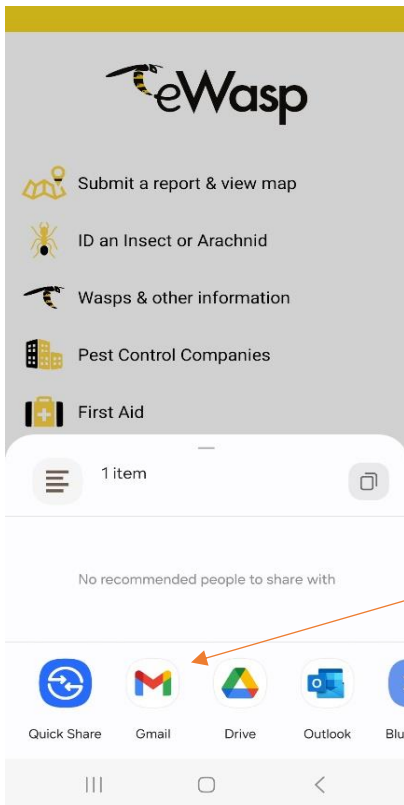 eWasp
Submit a report & view map
ID an Insect or Arachnid
Wasps & other information
Pest Control Companies
First Aid
1 item
No recommended people to share with
Quick Share Gmail Drive Outlook Blu